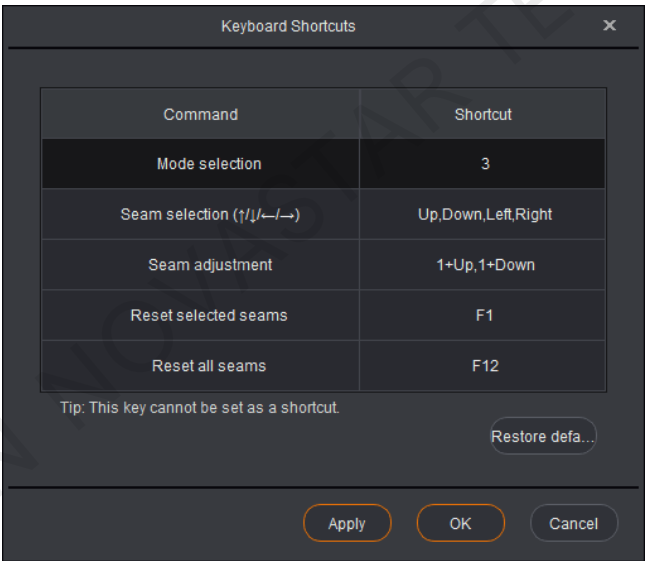 Keyboard Shortcuts ×
Command Shortcut
Mode selection 3
Seam selection (↑/↓/←/→) Up,Down,Left,Right
Seam adjustment 1+Up,1+Down
Reset selected seams F1
Reset all seams F12
Tip: This key cannot be set as a shortcut.
Restore defa...
Apply OK Cancel
NOVASTAR